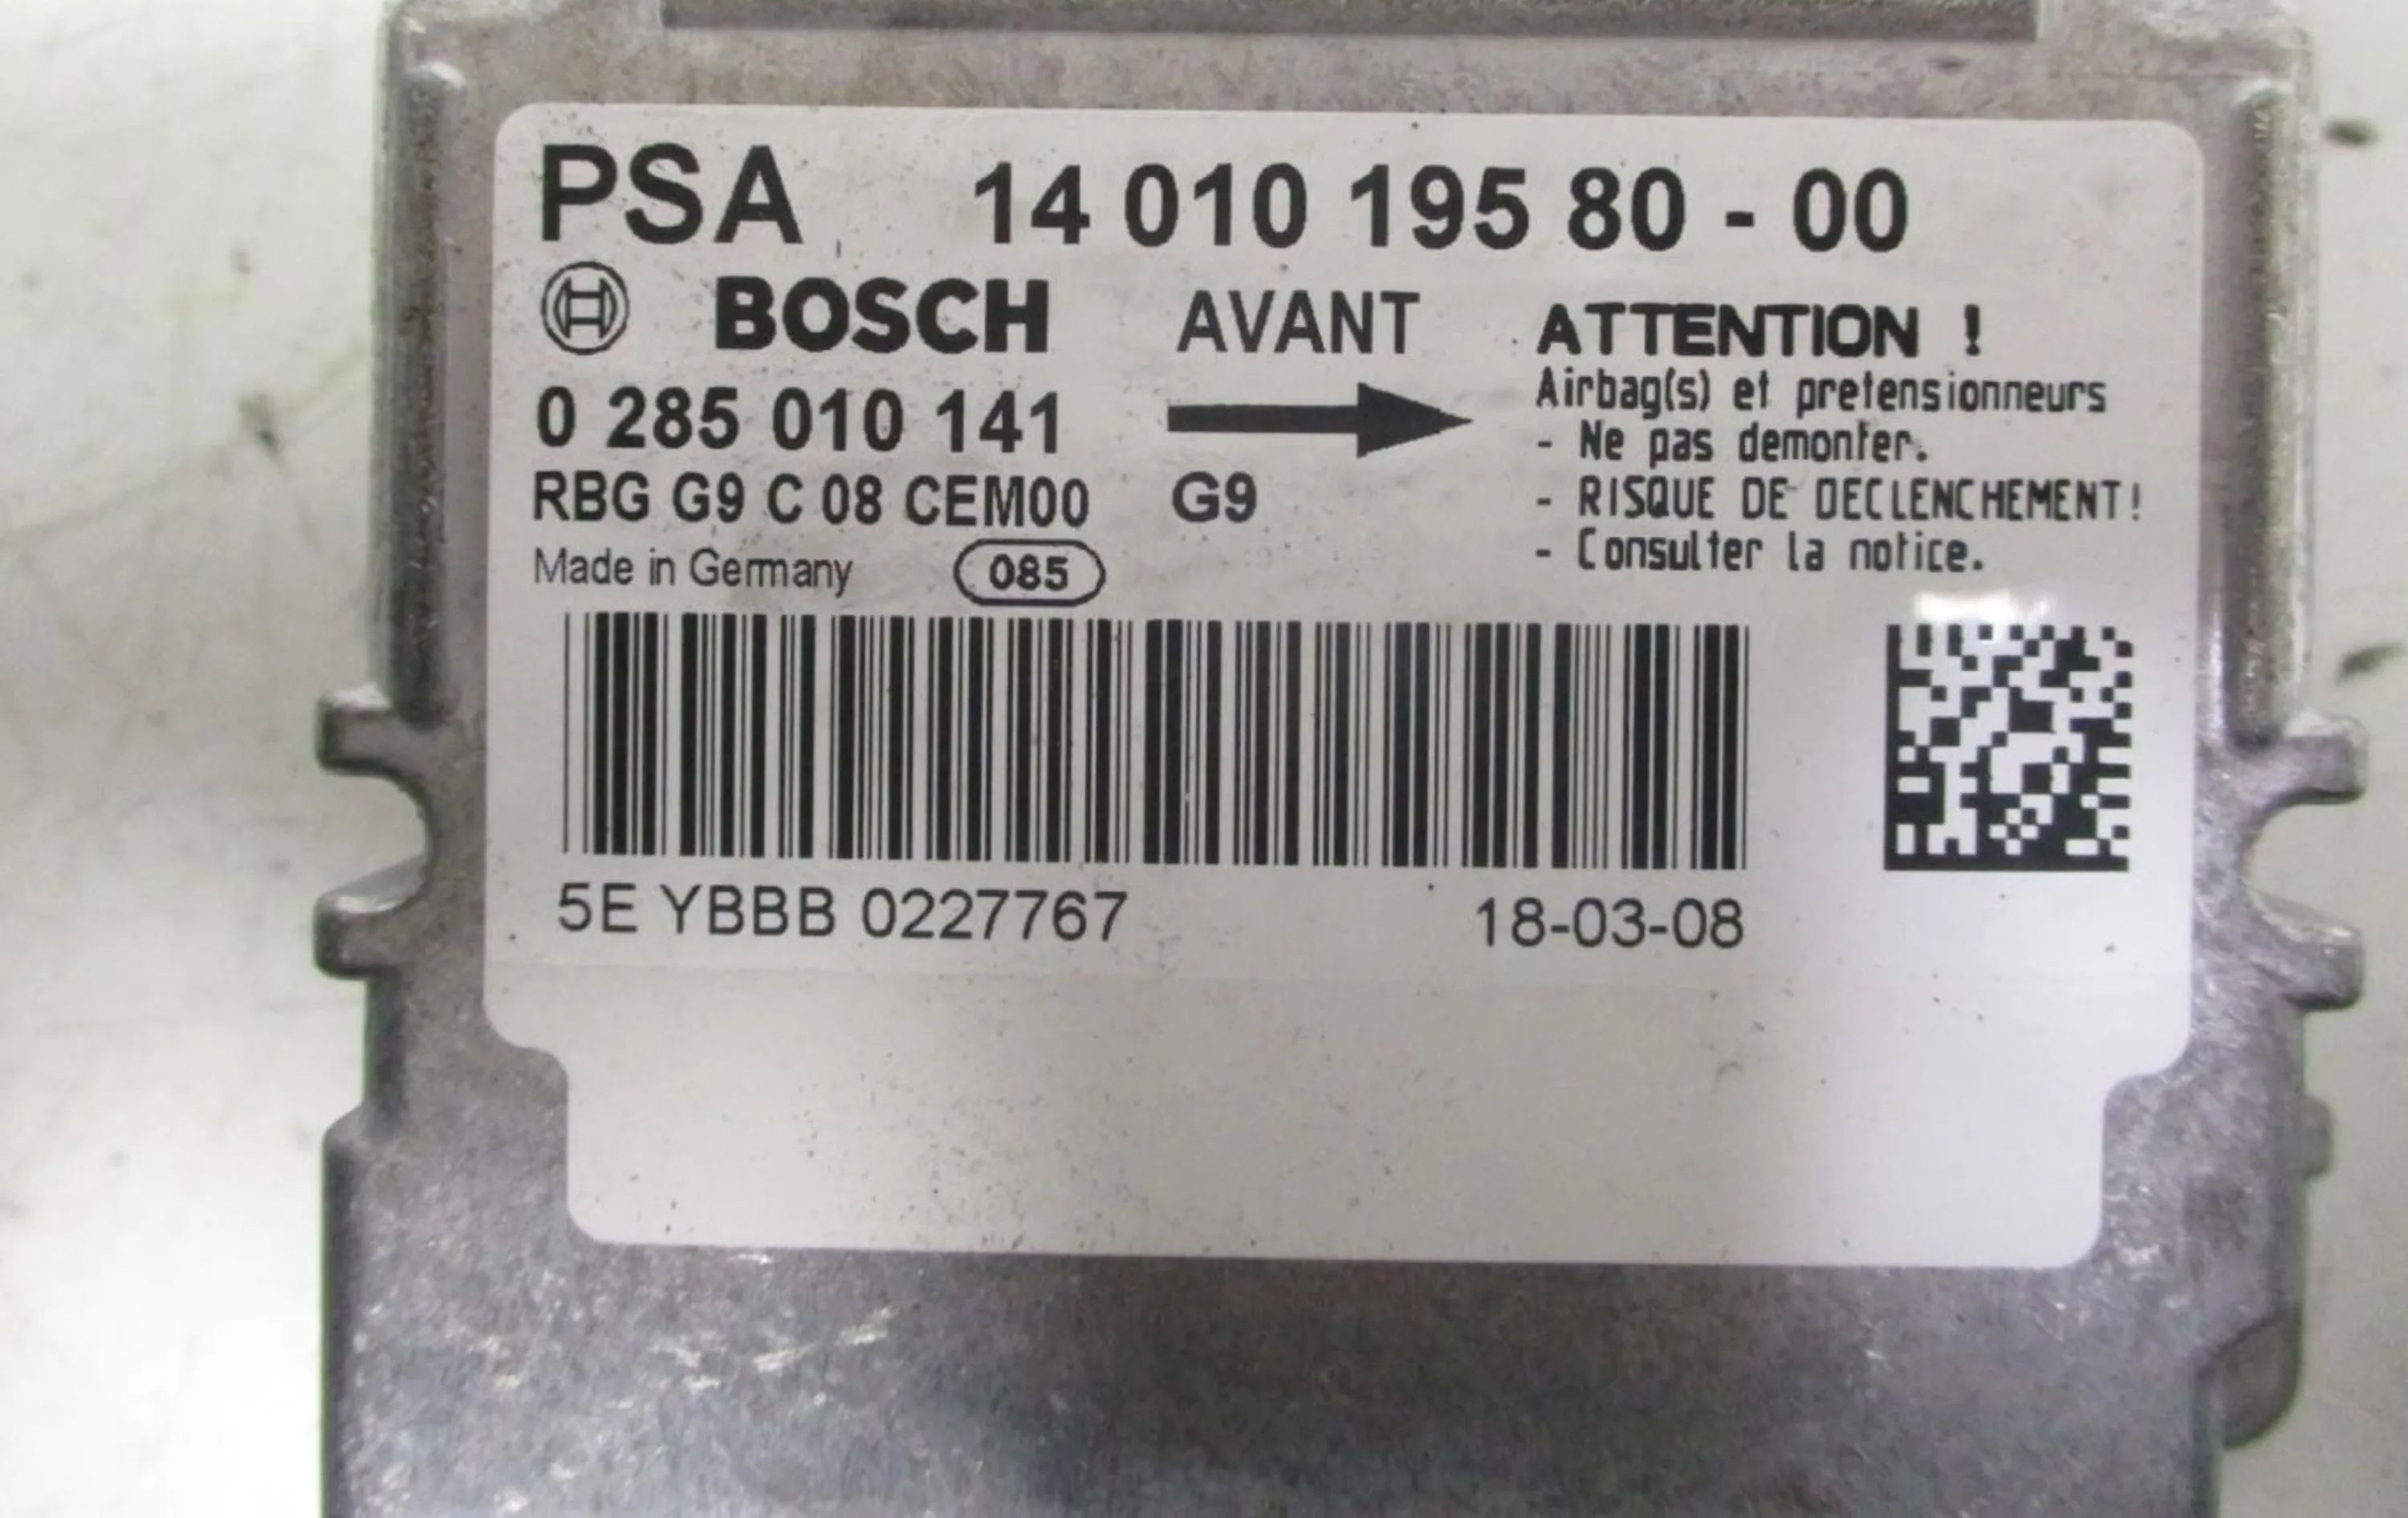 PSA 14 010 195 80 - 00
BOSCH AVANT
0 285 010 141
RBG G9 C 08 CEM00 G9
Made in Germany 085
ATTENTION !
Airbag(s) et pretensionneurs
- Ne pas demonter.
- RISQUE DE DECLENCHEMENT!
- Consulter la notice.
5E YBBB 0227767 18-03-08